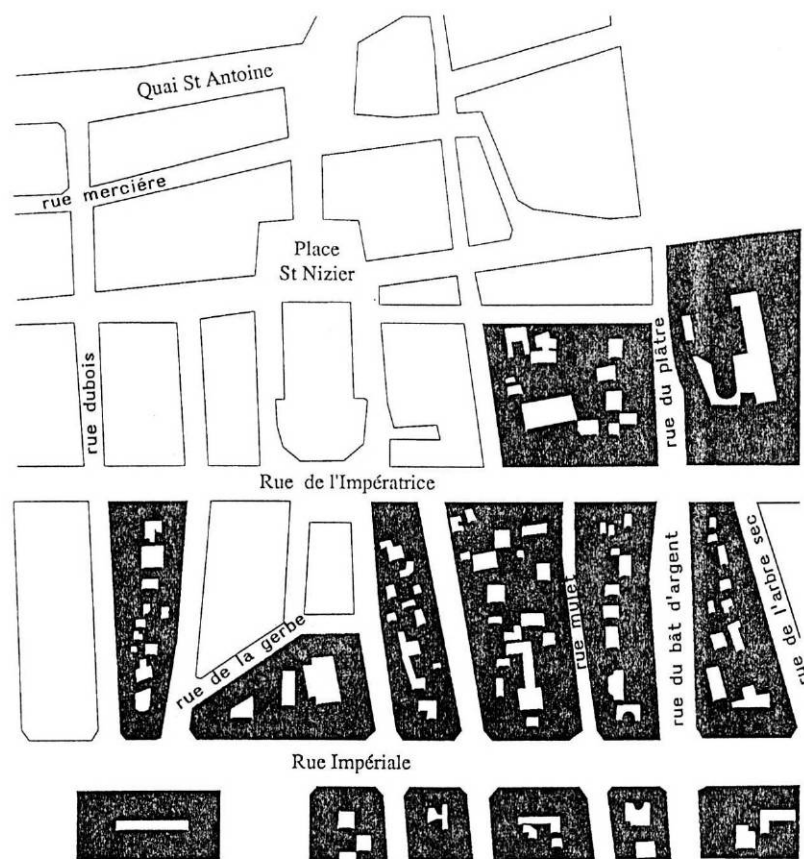 Quai St Antoine
rue merciére
Place
St Nizier
rue dubois
rue du plâtre
Rue de l'Impératrice
rue de la gerbe
rue mulet
rue du bât d'argent
rue de l'arbre sec
Rue Impériale